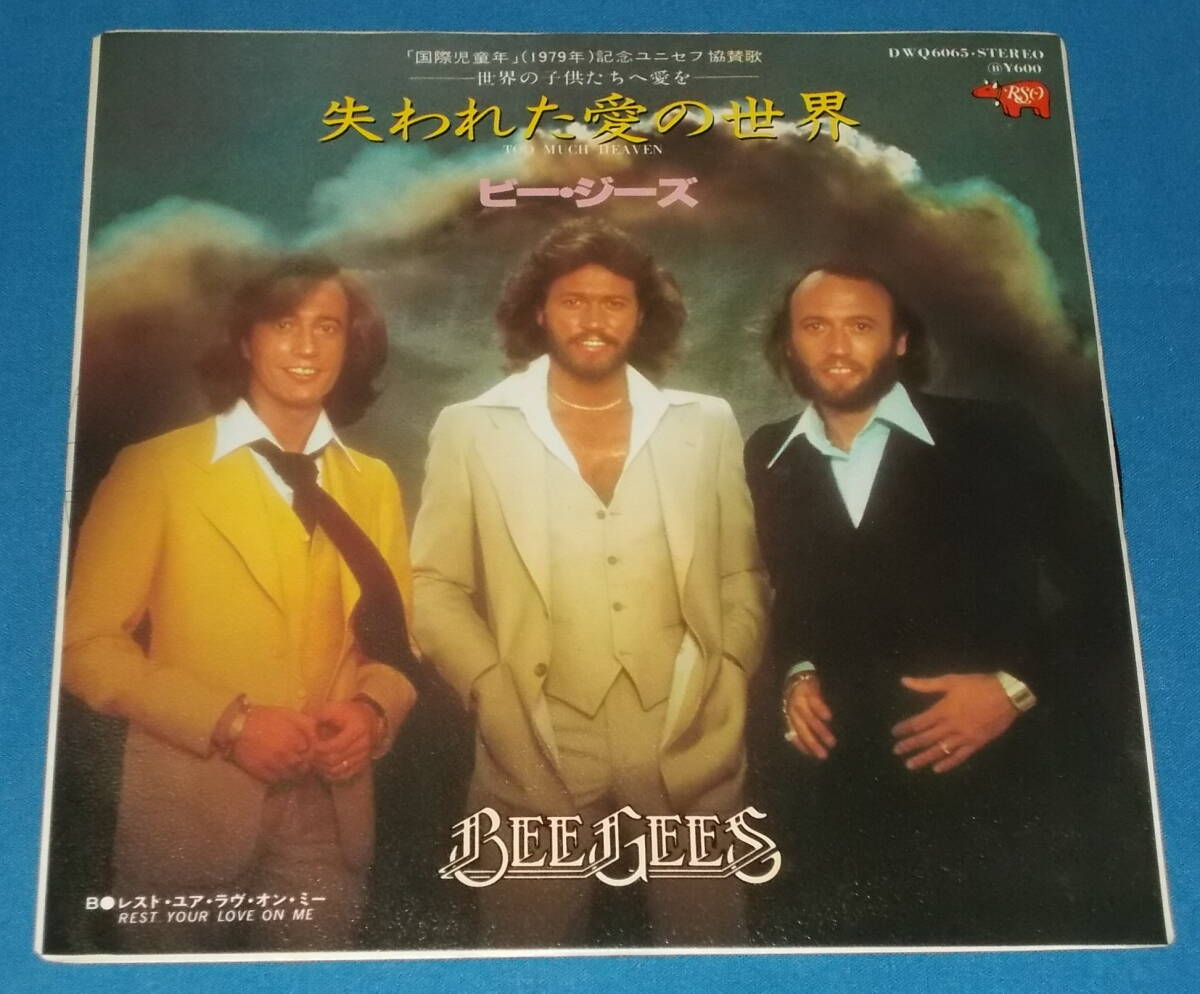 「国際児童年」(1979年)記念ユニセフ協賛歌
世界の子供たちへ愛を
DWQ6065・STEREO
Ⓑ¥600
RSO
失われた愛の世界
TOO MUCH HEAVEN
ビー・ジーズ
BEE GEES
B●レスト・ユア・ラヴ・オン・ミー
REST YOUR LOVE ON ME